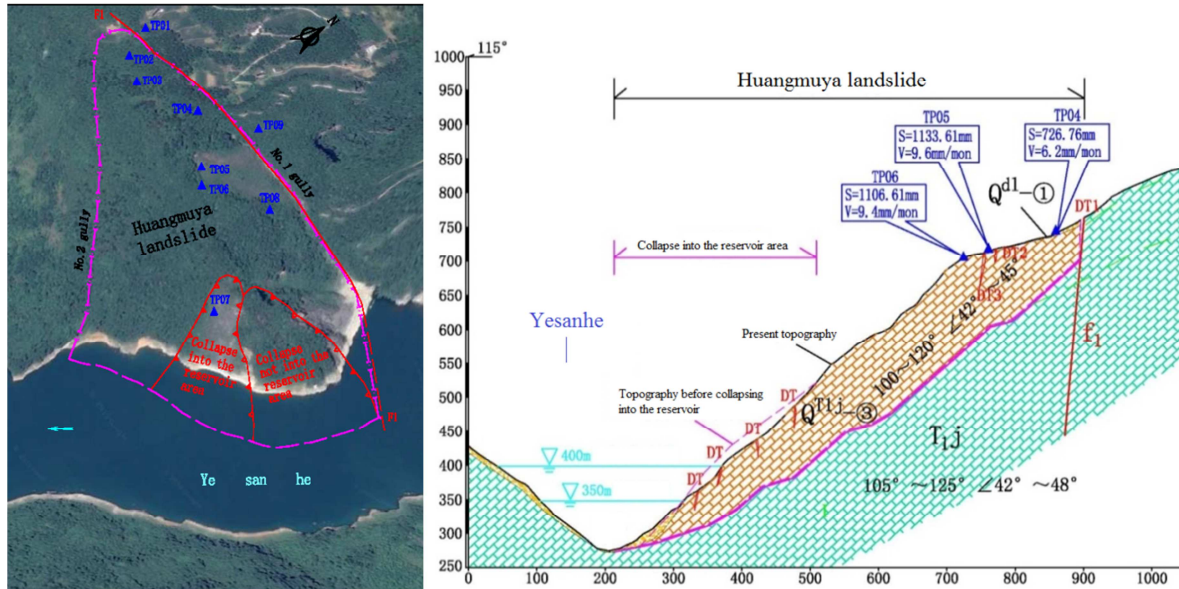 F1
TP01
N
TP02
TP03
TP04
TP09
No.1 gully
TP05
TP06
TP08
No.2 gully
Huangmuya
landslide
TP07
Collapse
into the
reservoir
area
Collapse
not into the
reservoir
area
F1
Ye san he
1000
115°
950
900
850
800
750
700
650
600
550
500
450
400
350
300
250
Huangmuya landslide
TP05
S=1133.61mm
V=9.6mm/mon
TP04
S=726.76mm
V=6.2mm/mon
TP06
S=1106.61mm
V=9.4mm/mon
Q^dl-①
DT1
DT2
DT3
Collapse into the reservoir area
100~120° ∠42°~45°
Yesanhe
Present topography
f1
Topography before collapsing
into the reservoir
DT
Q^T1j-③
DT
DT
DT
T1j
400m
350m
105° ~125° ∠42° ~48°
0 100 200 300 400 500 600 700 800 900 1000